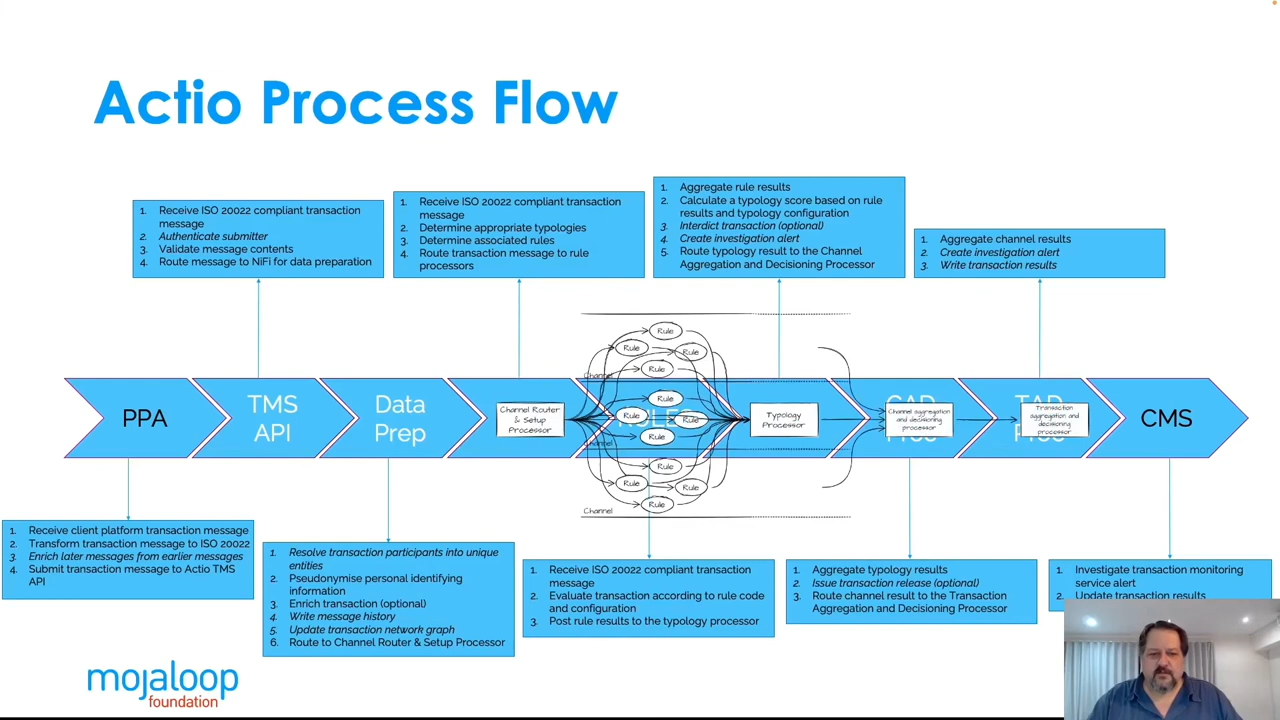 Actio Process Flow
1. Receive ISO 20022 compliant transaction
message
2. Authenticate submitter
3. Validate message contents
4. Route message to NiFi for data preparation
1. Receive ISO 20022 compliant transaction
message
2. Determine appropriate typologies
3. Determine associated rules
4. Route transaction message to rule
processors
1. Aggregate rule results
2. Calculate a typology score based on rule
results and typology configuration
3. Interdict transaction (optional)
4. Create investigation alert
5. Route typology result to the Channel
Aggregation and Decisioning Processor
1. Aggregate channel results
2. Create investigation alert
3. Write transaction results
PPA
TMS
API
Data
Prep
Channel Router
& Setup
Processor
Rule
Rule
Rule
Rule
Channel
Rule
Rule
Rule
Rule
Channel
Rule
Rule
Rule
Rule
Channel
Typology
Processor
Channel aggregation
and decisioning
processor
Transaction
aggregation and
decisioning
processor
CMS
1. Receive client platform transaction message
2. Transform transaction message to ISO 20022
3. Enrich later messages from earlier messages
4. Submit transaction message to Actio TMS
API
1. Resolve transaction participants into unique
entities
2. Pseudonymise personal identifying
information
3. Enrich transaction (optional)
4. Write message history
5. Update transaction network graph
6. Route to Channel Router & Setup Processor
1. Receive ISO 20022 compliant transaction
message
2. Evaluate transaction according to rule code
and configuration
3. Post rule results to the typology processor
1. Aggregate typology results
2. Issue transaction release (optional)
3. Route channel result to the Transaction
Aggregation and Decisioning Processor
1. Investigate transaction monitoring
service alert
2. Update transaction results
mojaloop
foundation